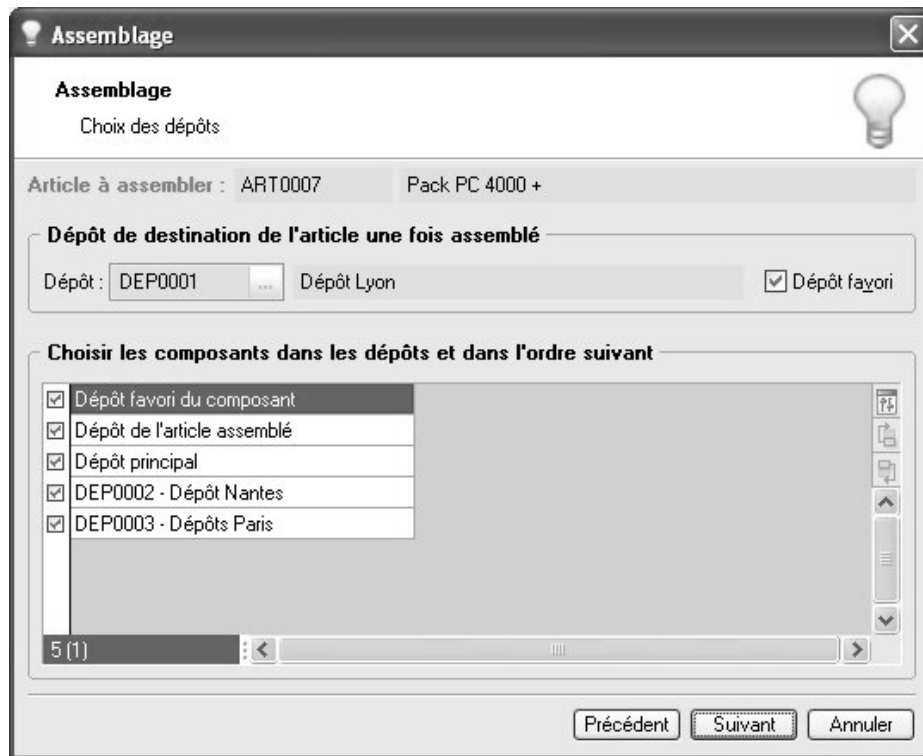 Assemblage
Assemblage
Choix des dépôts
Article à assembler : ART0007 Pack PC 4000 +
Dépôt de destination de l'article une fois assemblé
Dépôt : DEP0001 ... Dépôt Lyon Dépôt favori
Choisir les composants dans les dépôts et dans l'ordre suivant
Dépôt favori du composant
Dépôt de l'article assemblé
Dépôt principal
DEP0002 - Dépôt Nantes
DEP0003 - Dépôts Paris
5 (1)
Précédent Suivant Annuler